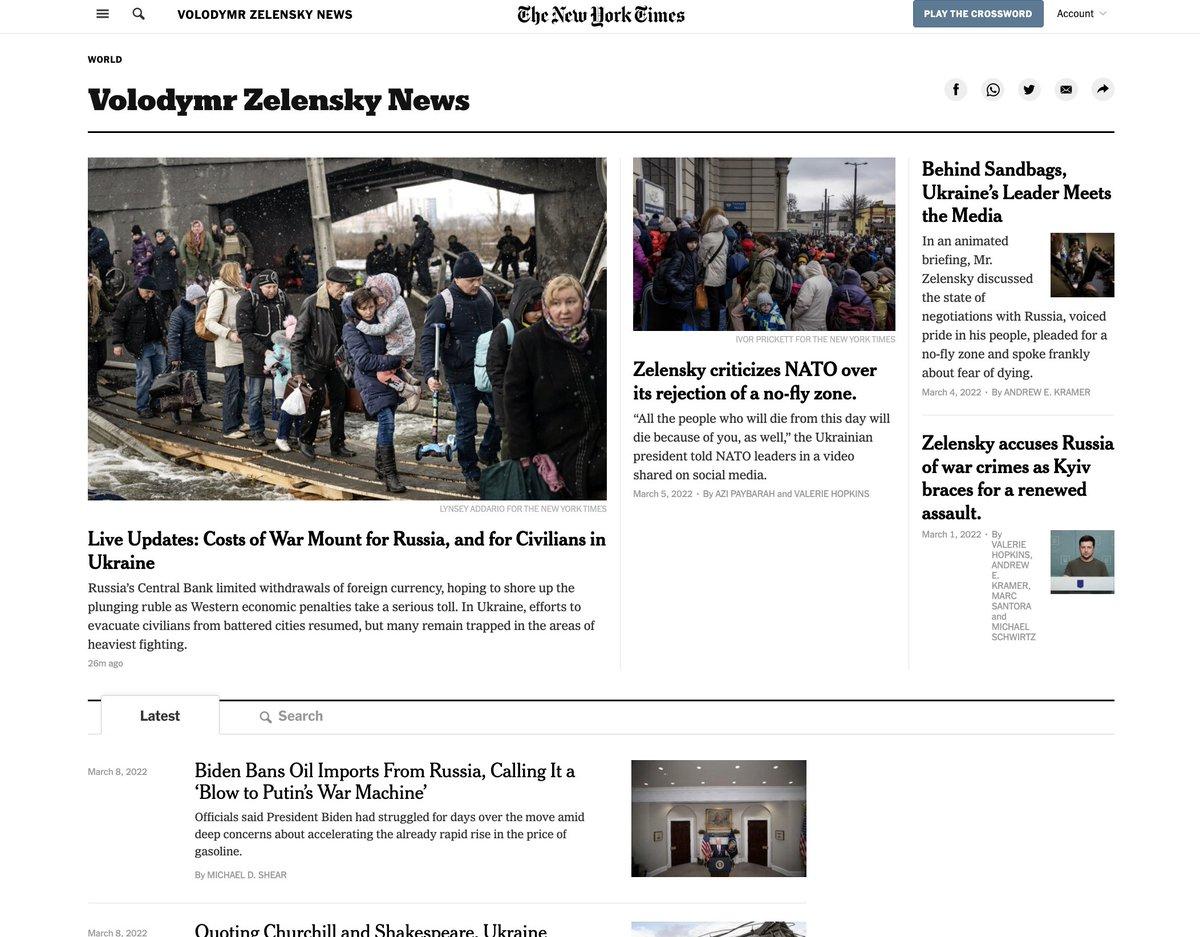 VOLODYMR ZELENSKY NEWS
The New York Times
PLAY THE CROSSWORD
Account
WORLD
Volodymr Zelensky News
LYNSEY ADDARIO FOR THE NEW YORK TIMES
Live Updates: Costs of War Mount for Russia, and for Civilians in
Ukraine
Russia’s Central Bank limited withdrawals of foreign currency, hoping to shore up the
plunging ruble as Western economic penalties take a serious toll. In Ukraine, efforts to
evacuate civilians from battered cities resumed, but many remain trapped in the areas of
heaviest fighting.
26m ago
IVOR PRICKETT FOR THE NEW YORK TIMES
Zelensky criticizes NATO over
its rejection of a no-fly zone.
“All the people who will die from this day will
die because of you, as well,” the Ukrainian
president told NATO leaders in a video
shared on social media.
March 5, 2022 · By AZI PAYBARAH and VALERIE HOPKINS
Behind Sandbags,
Ukraine’s Leader Meets
the Media
In an animated
briefing, Mr.
Zelensky discussed
the state of
negotiations with Russia, voiced
pride in his people, pleaded for a
no-fly zone and spoke frankly
about fear of dying.
March 4, 2022 · By ANDREW E. KRAMER
Zelensky accuses Russia
of war crimes as Kyiv
braces for a renewed
assault.
March 1, 2022 · By
VALERIE
HOPKINS,
ANDREW
E.
KRAMER,
MARC
SANTORA
and
MICHAEL
SCHWIRTZ
Latest
Search
March 8, 2022
Biden Bans Oil Imports From Russia, Calling It a
‘Blow to Putin’s War Machine’
Officials said President Biden had struggled for days over the move amid
deep concerns about accelerating the already rapid rise in the price of
gasoline.
By MICHAEL D. SHEAR
March 8, 2022
Quoting Churchill and Shakespeare, Ukraine